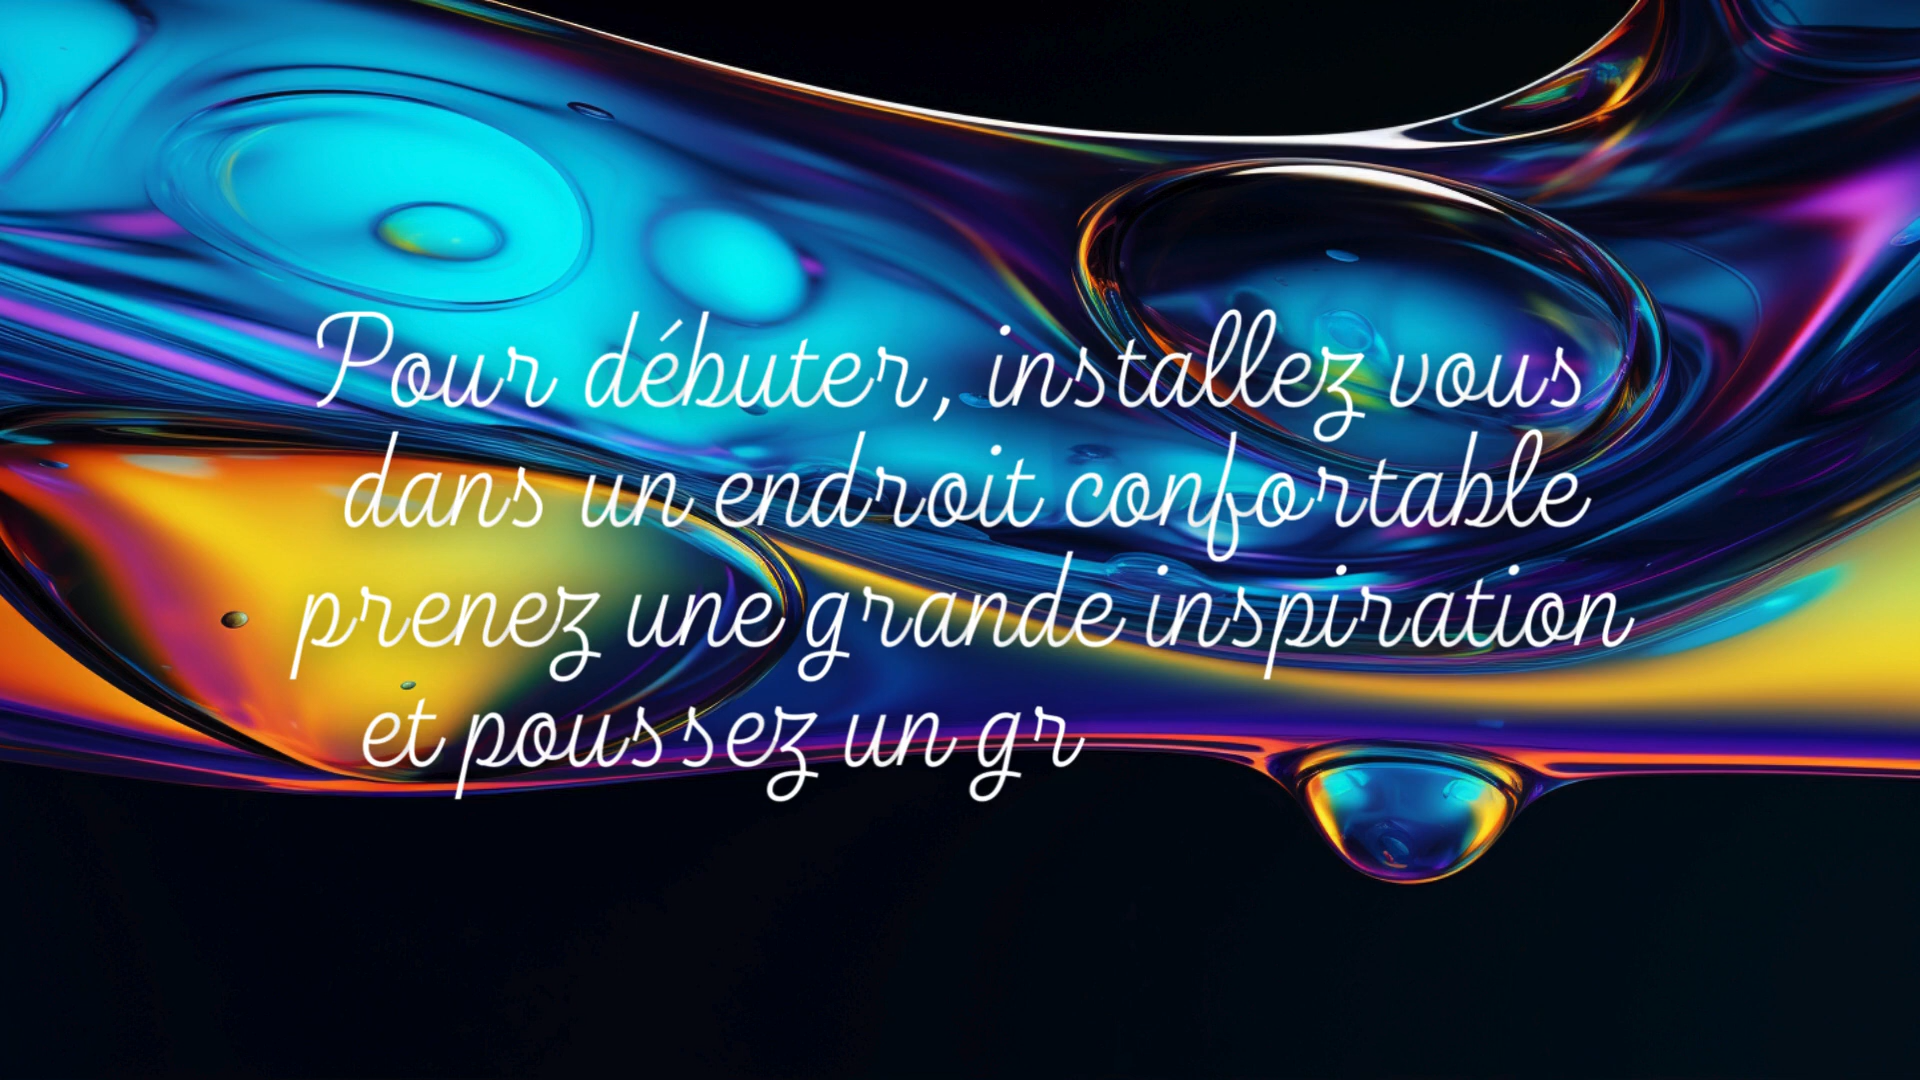 Pour débuter, installez vous
dans un endroit confortable
prenez une grande inspiration
et poussez un gr